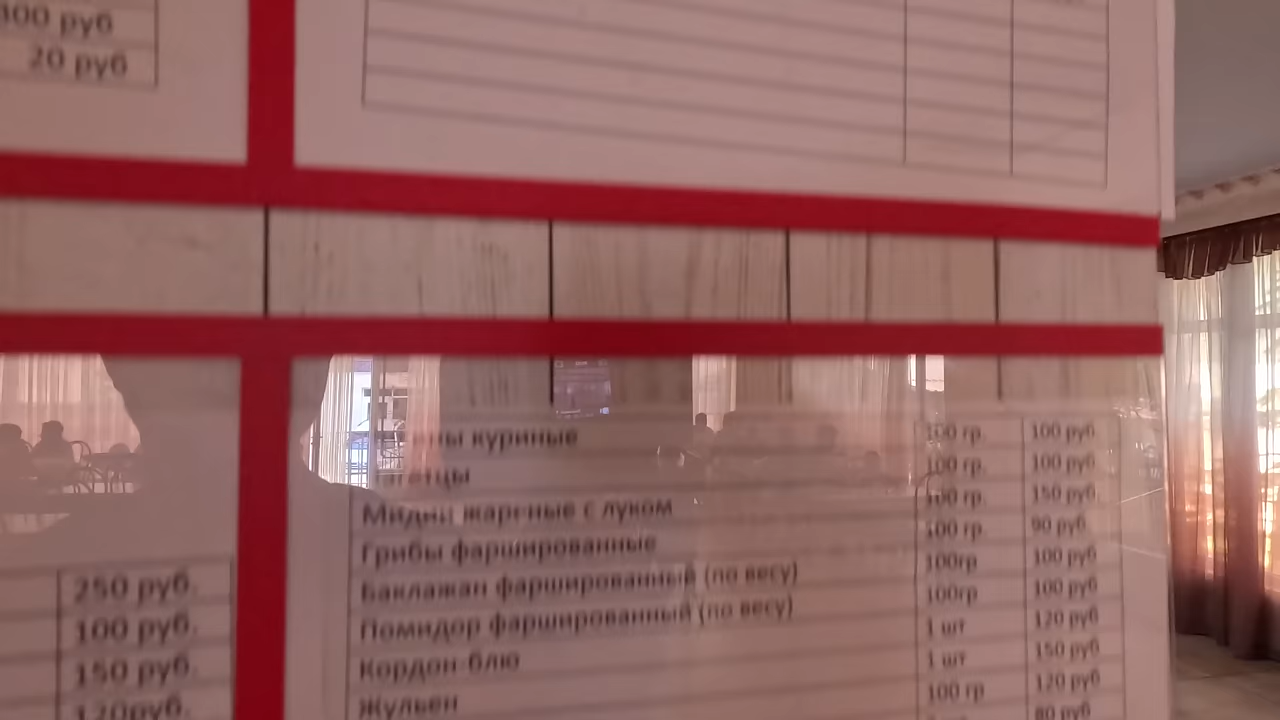 300 руб
20 руб
куриные 100 гр. 100 руб
100 гр. 100 руб
Мидии жареные с луком 100 гр. 150 руб
Грибы фаршированные 100 гр. 90 руб.
Баклажан фаршированный (по весу) 100гр 100 руб
Помидор фаршированный (по весу) 100гр 100 руб
Кордон-блю 1 шт 120 руб
Жульен 1 шт 150 руб
100 гр 120 руб
80 руб
250 руб.
100 руб.
150 руб.
120руб.